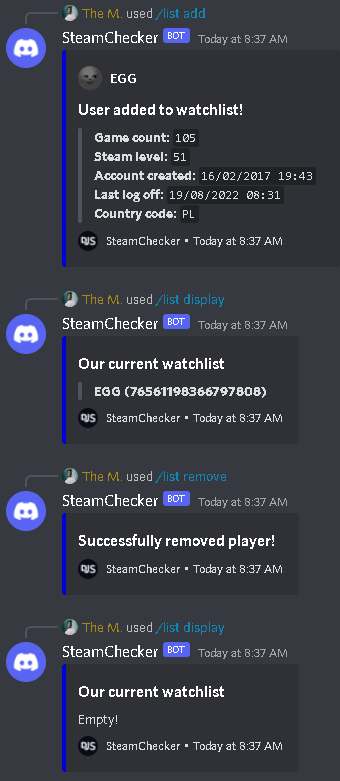 The M. used /list add
SteamChecker BOT Today at 8:37 AM
EGG
User added to watchlist!
Game count: 105
Steam level: 51
Account created: 16/02/2017 19:43
Last log off: 19/08/2022 08:31
Country code: PL
DJS SteamChecker • Today at 8:37 AM
The M. used /list display
SteamChecker BOT Today at 8:37 AM
Our current watchlist
EGG (76561198366797808)
DJS SteamChecker • Today at 8:37 AM
The M. used /list remove
SteamChecker BOT Today at 8:37 AM
Successfully removed player!
DJS SteamChecker • Today at 8:37 AM
The M. used /list display
SteamChecker BOT Today at 8:37 AM
Our current watchlist
Empty!
DJS SteamChecker • Today at 8:37 AM